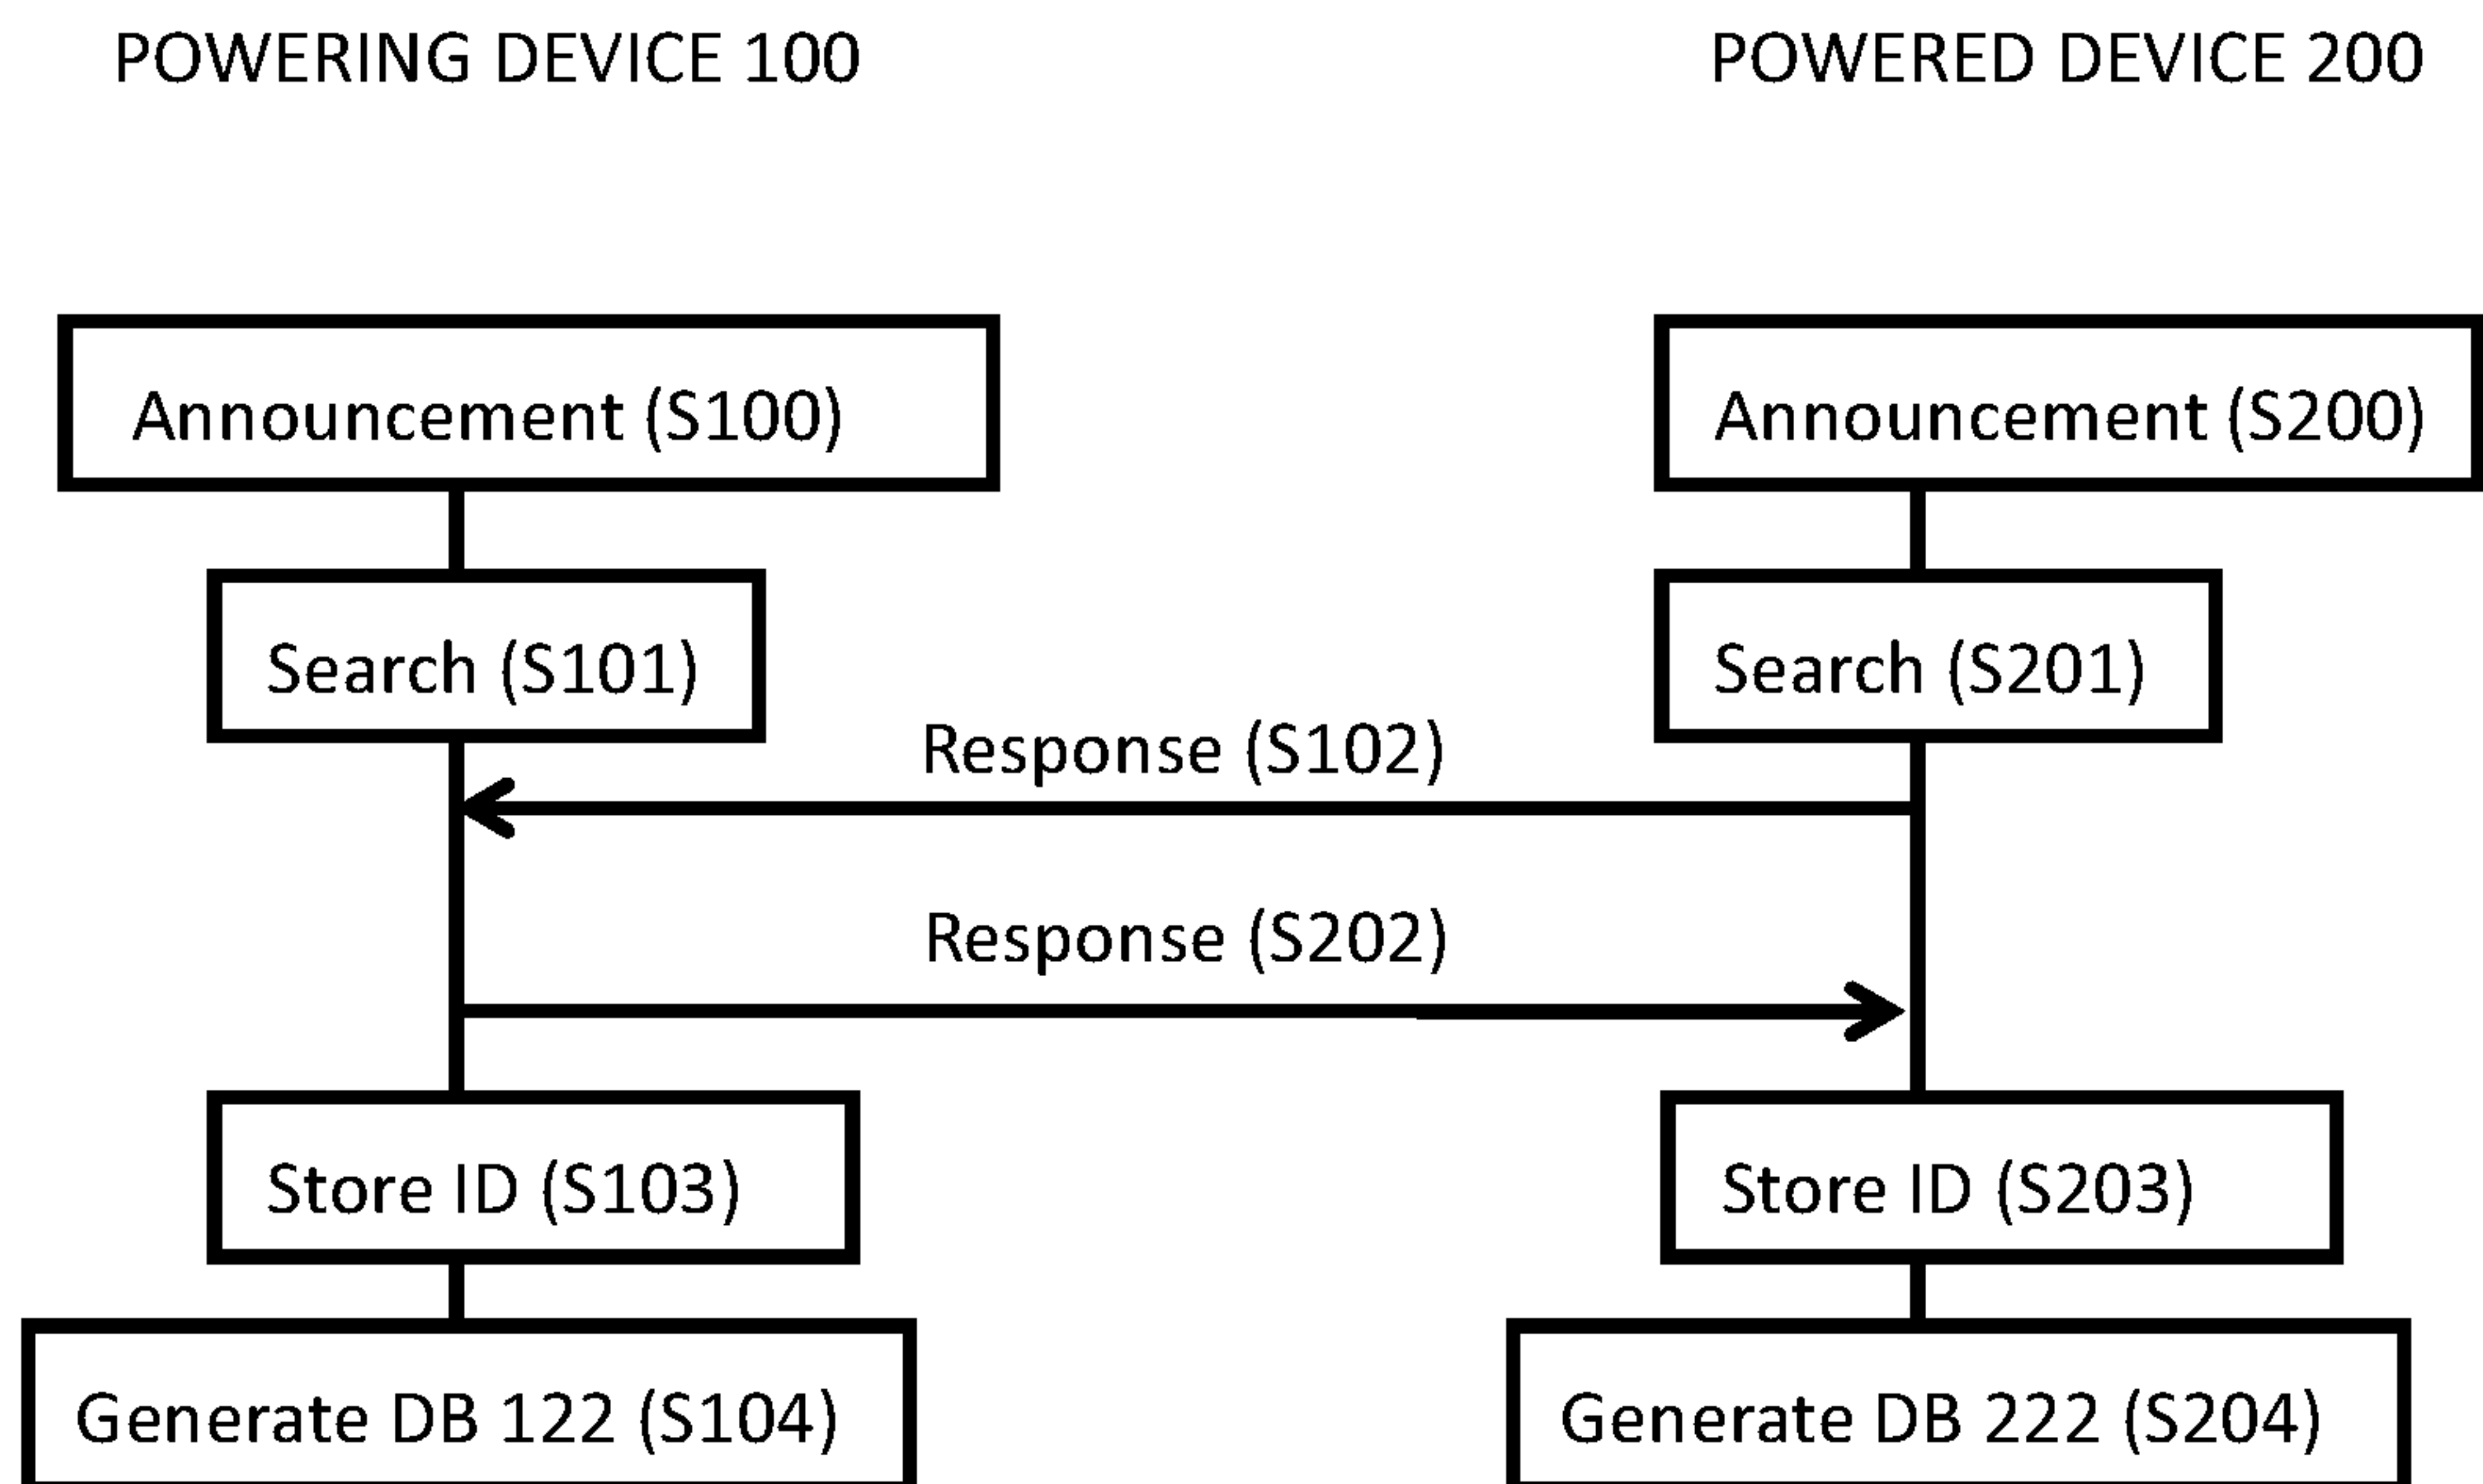 POWERING DEVICE 100
POWERED DEVICE 200
Announcement (S100)
Announcement (S200)
Search (S101)
Search (S201)
Response (S102)
Response (S202)
Store ID (S103)
Store ID (S203)
Generate DB 122 (S104)
Generate DB 222 (S204)